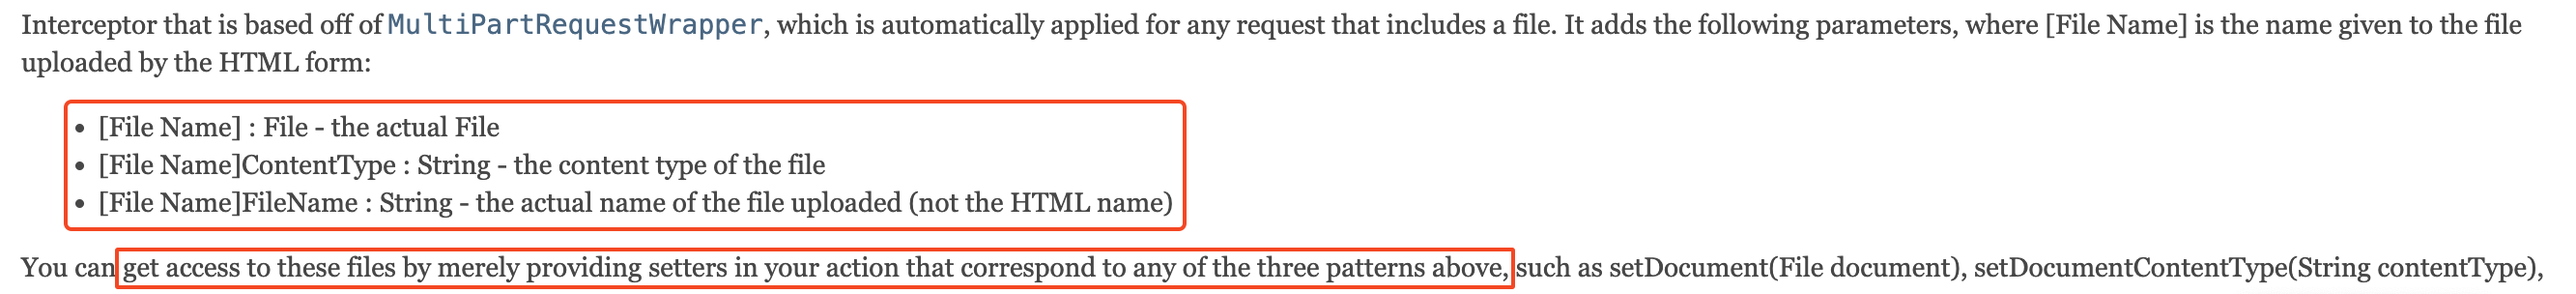 Interceptor that is based off of MultiPartRequestWrapper, which is automatically applied for any request that includes a file. It adds the following parameters, where [File Name] is the name given to the file
uploaded by the HTML form:
• [File Name] : File - the actual File
• [File Name]ContentType : String - the content type of the file
• [File Name]FileName : String - the actual name of the file uploaded (not the HTML name)
You can get access to these files by merely providing setters in your action that correspond to any of the three patterns above, such as setDocument(File document), setDocumentContentType(String contentType),